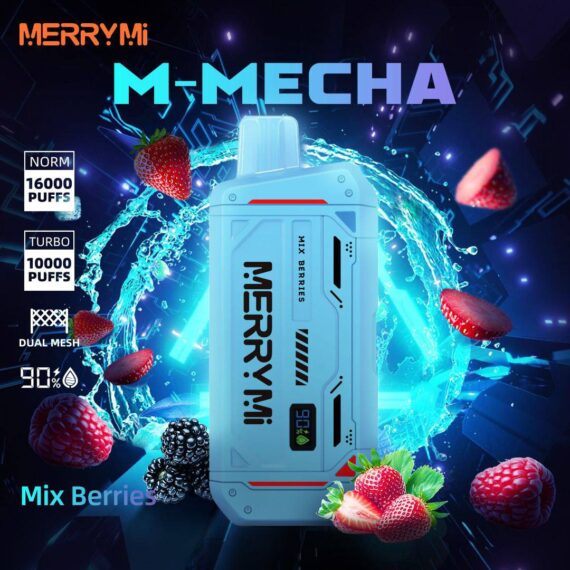 MERRYMi
M-MECHA
NORM
16000
PUFFS
TURBO
10000
PUFFS
DUAL MESH
90%
Mix Berries
MIX BERRIES
MERRYMi
90%